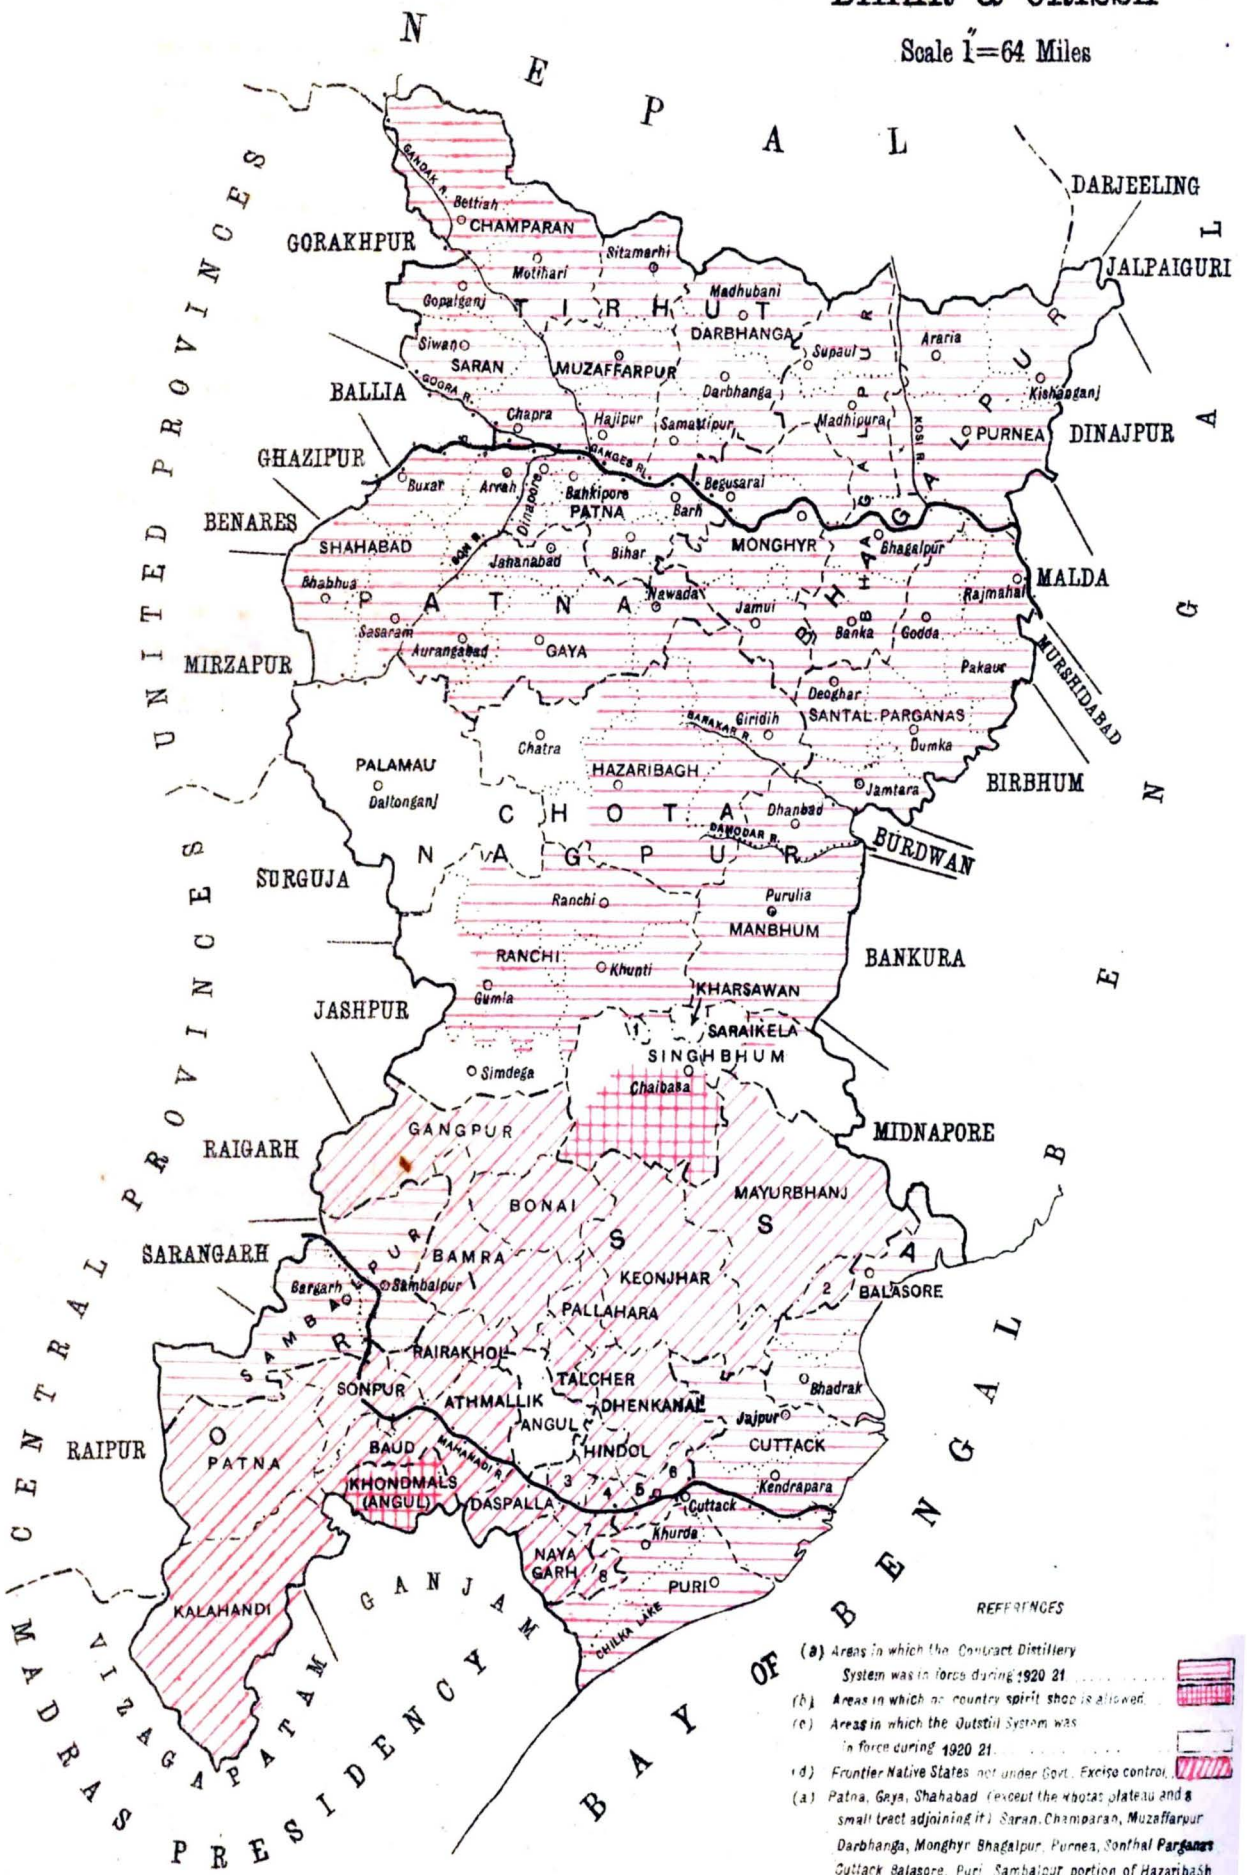 Scale 1"=64 Miles
N E P A L
UNITED PROVINCES
DARJEELING
GORAKHPUR
JALPAIGURI
GANDAK R.
Bettiah
CHAMPARAN
Motihari
Sitamarhi
Gopalganj
TIRHUT
Madhubani
DARBHANGA
Siwan
SARAN
MUZAFFARPUR
Supaul
Araria
Darbhanga
Kishanganj
BALLIA
GOGRA R.
Chapra
Hajipur
Samastipur
Madhipura
KOSI R.
PURNEA
DINAJPUR
GHAZIPUR
GANGES R.
Buxar
Arrah
Dinapore
Bankipore
PATNA
Barh
Begusarai
BENARES
SHAHABAD
SON R.
Jahanabad
Bihar
MONGHYR
BHAGALPUR
Bhagalpur
BHAGALPUR
MALDA
Bhabhua
PATNA
Nawada
Jamui
Banka
Godda
Rajmahal
Sasaram
Aurangabad
GAYA
Pakaur
MIRZAPUR
MURSHIDABAD
Deoghar
SANTAL PARGANAS
Dumka
BARAKAR R.
Giridih
Chatra
PALAMAU
Daltonganj
HAZARIBAGH
Jamtara
BIRBHUM
CHOTA
Dhanbad
DAMODAR R.
NAGPUR
BURDWAN
SURGUJA
Ranchi
Purulia
MANBHUM
RANCHI
Khunti
BANKURA
BENGAL
Gumla
KHARSAWAN
JASHPUR
1
SARAIKELA
SINGHBHUM
Simdega
Chaibasa
CENTRAL PROVINCES
GANGPUR
MIDNAPORE
RAIGARH
BONAI
MAYURBHANJ
O R I S S A
SARANGARH
SAMBALPUR
BAMRA
Bargarh
Sambalpur
KEONJHAR
2
BALASORE
PALLAHARA
RAIRAKHOL
SONPUR
TALCHER
Bhadrak
ATHMALLIK
DHENKANAL
ANGUL
Jajpur
RAIPUR
PATNA
BAUD
MAHANADI R.
HINDOL
CUTTACK
KHONDMALS
(ANGUL)
DASPALLA
3
4
5
6
Cuttack
Kendrapara
7
Khurda
NAYA
GARH
8
PURI
KALAHANDI
CHILKA LAKE
GANJAM
VIZAGAPATAM
MADRAS PRESIDENCY
BAY OF BENGAL
REFERENCES
(a) Areas in which the Contract Distillery
System was in force during 1920 21
(b) Areas in which no country spirit shop is allowed
(c) Areas in which the Outstill System was
in force during 1920 21
(d) Frontier Native States not under Govt. Excise control
(a) Patna, Gaya, Shahabad (except the plateau and a
small tract adjoining it) Saran, Champaran, Muzaffarpur
Darbhanga, Monghyr Bhagalpur, Purnea, Sonthal Parganas
Cuttack Balasore, Puri, Sambalpur portion of Hazaribagh